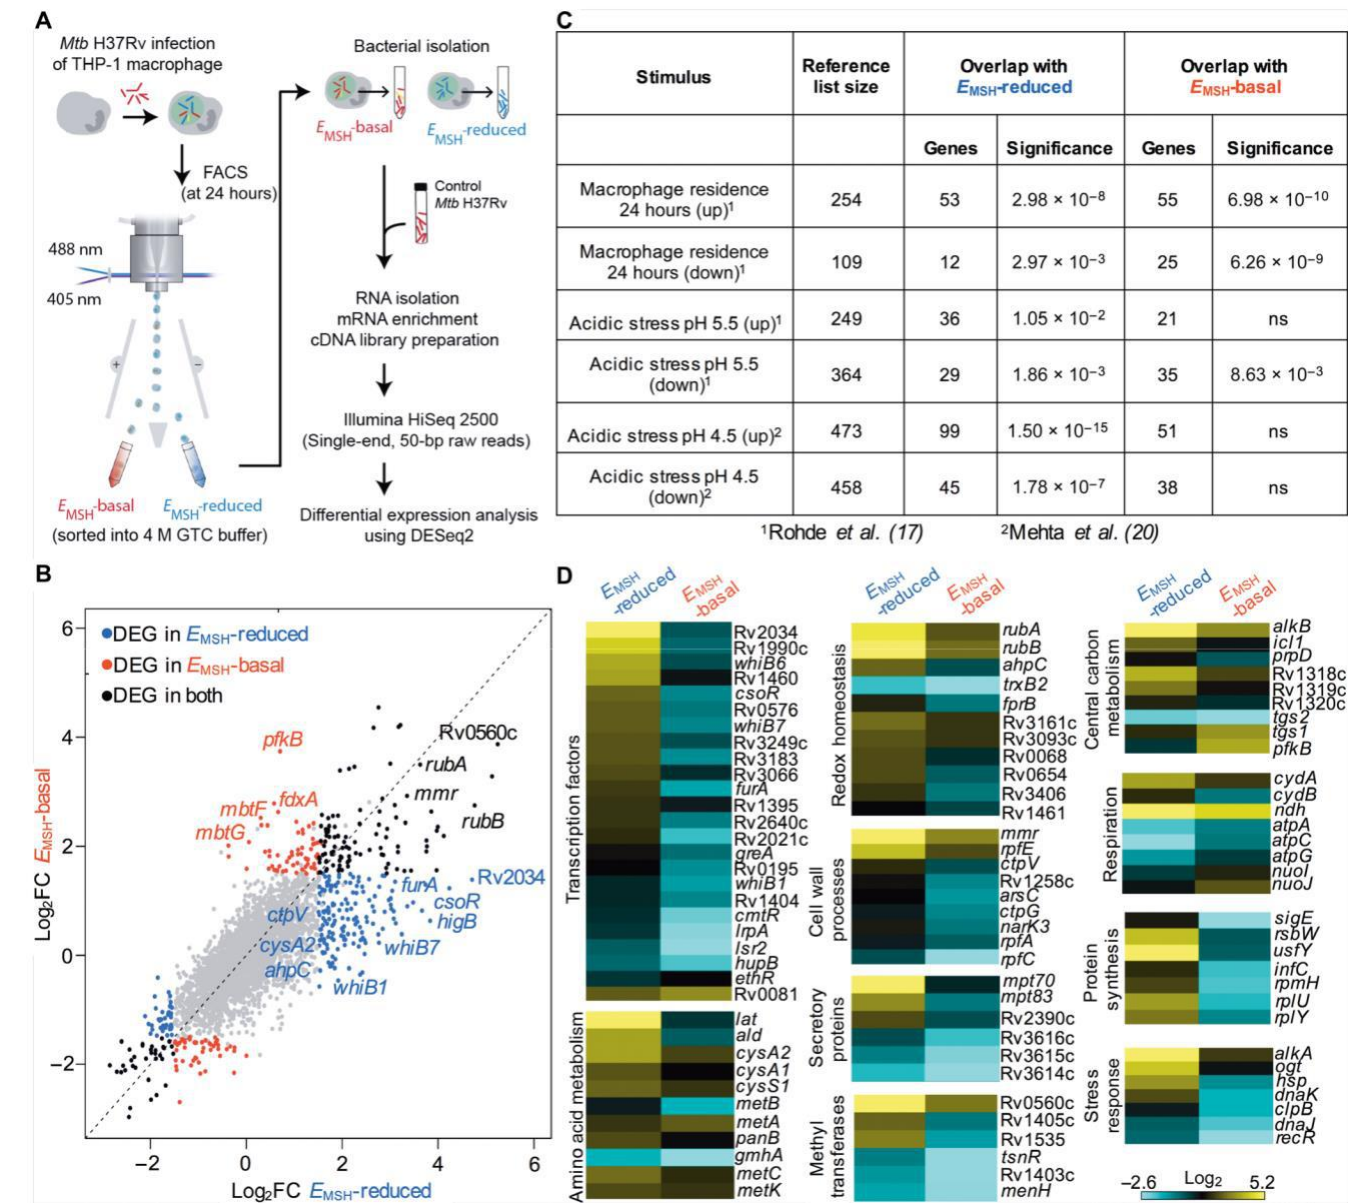 A
Mtb H37Rv infection
of THP-1 macrophage
FACS
(at 24 hours)
488 nm
405 nm
+
−
EMSH-basal
EMSH-reduced
(sorted into 4 M GTC buffer)
Bacterial isolation
EMSH-basal
EMSH-reduced
Control
Mtb H37Rv
RNA isolation
mRNA enrichment
cDNA library preparation
Illumina HiSeq 2500
(Single-end, 50-bp raw reads)
Differential expression analysis
using DESeq2
C
Stimulus
Reference
list size
Overlap with
EMSH-reduced
Overlap with
EMSH-basal
Genes Significance Genes Significance
Macrophage residence
24 hours (up)¹
254 53 2.98 × 10⁻⁸ 55 6.98 × 10⁻¹⁰
Macrophage residence
24 hours (down)¹
109 12 2.97 × 10⁻³ 25 6.26 × 10⁻⁹
Acidic stress pH 5.5 (up)¹ 249 36 1.05 × 10⁻² 21 ns
Acidic stress pH 5.5
(down)¹
364 29 1.86 × 10⁻³ 35 8.63 × 10⁻³
Acidic stress pH 4.5 (up)² 473 99 1.50 × 10⁻¹⁵ 51 ns
Acidic stress pH 4.5
(down)²
458 45 1.78 × 10⁻⁷ 38 ns
¹Rohde et al. (17) ²Mehta et al. (20)
B
Log₂FC EMSH-basal
6
4
2
0
−2
DEG in EMSH-reduced
DEG in EMSH-basal
DEG in both
pfkB
Rv0560c
rubA
mbtF
fdxA
mmr
mbtG
rubB
furA
Rv2034
ctpV
csoR
higB
cysA2
whiB7
ahpC
whiB1
−2 0 2 4 6
Log₂FC EMSH-reduced
D
EMSH
-reduced
EMSH
-basal
Transcription factors
Rv2034
Rv1990c
whiB6
Rv1460
csoR
Rv0576
whiB7
Rv3249c
Rv3183
Rv3066
furA
Rv1395
Rv2640c
Rv2021c
greA
Rv0195
whiB1
Rv1404
cmtR
lrpA
lsr2
hupB
ethR
Rv0081
Amino acid metabolism
lat
ald
cysA2
cysA1
cysS1
metB
metA
panB
gmhA
metC
metK
EMSH
-reduced
EMSH
-basal
Redox homeostasis
rubA
rubB
ahpC
trxB2
fprB
Rv3161c
Rv3093c
Rv0068
Rv0654
Rv3406
Rv1461
Cell wall
processes
mmr
rpfE
ctpV
Rv1258c
arsC
ctpG
narK3
rpfA
rpfC
Secretory
proteins
mpt70
mpt83
Rv2390c
Rv3616c
Rv3615c
Rv3614c
Methyl
transferases
Rv0560c
Rv1405c
Rv1535
tsnR
Rv1403c
menH
EMSH
-reduced
EMSH
-basal
Central carbon
metabolism
alkB
icl1
prpD
Rv1318c
Rv1319c
Rv1320c
tgs2
tgs1
pfkB
Respiration
cydA
cydB
ndh
atpA
atpC
atpG
nuoI
nuoJ
Protein
synthesis
sigE
rsbW
usfY
infC
rpmH
rplU
rplY
Stress
response
alkA
ogt
hsp
dnaK
clpB
dnaJ
recR
−2.6 Log₂ 5.2